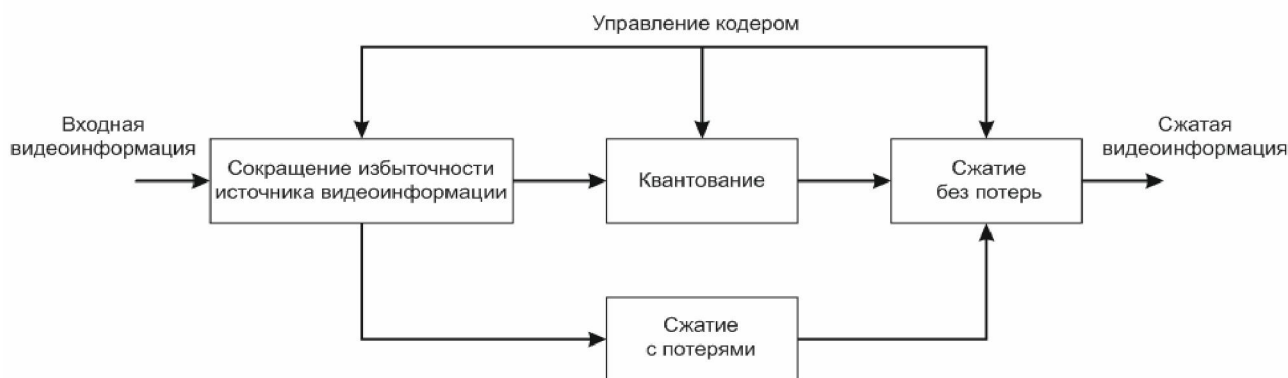 Управление кодером
Входная
видеоинформация
Сокращение избыточности
источника видеоинформации
Квантование
Сжатие
без потерь
Сжатая
видеоинформация
Сжатие
с потерями